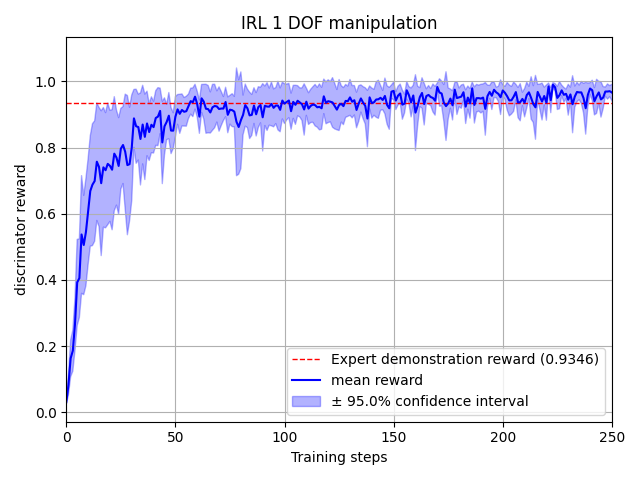 IRL 1 DOF manipulation
discrimator reward
1.0
0.8
0.6
0.4
0.2
0.0
Expert demonstration reward (0.9346)
mean reward
± 95.0% confidence interval
0
50
100
150
200
250
Training steps